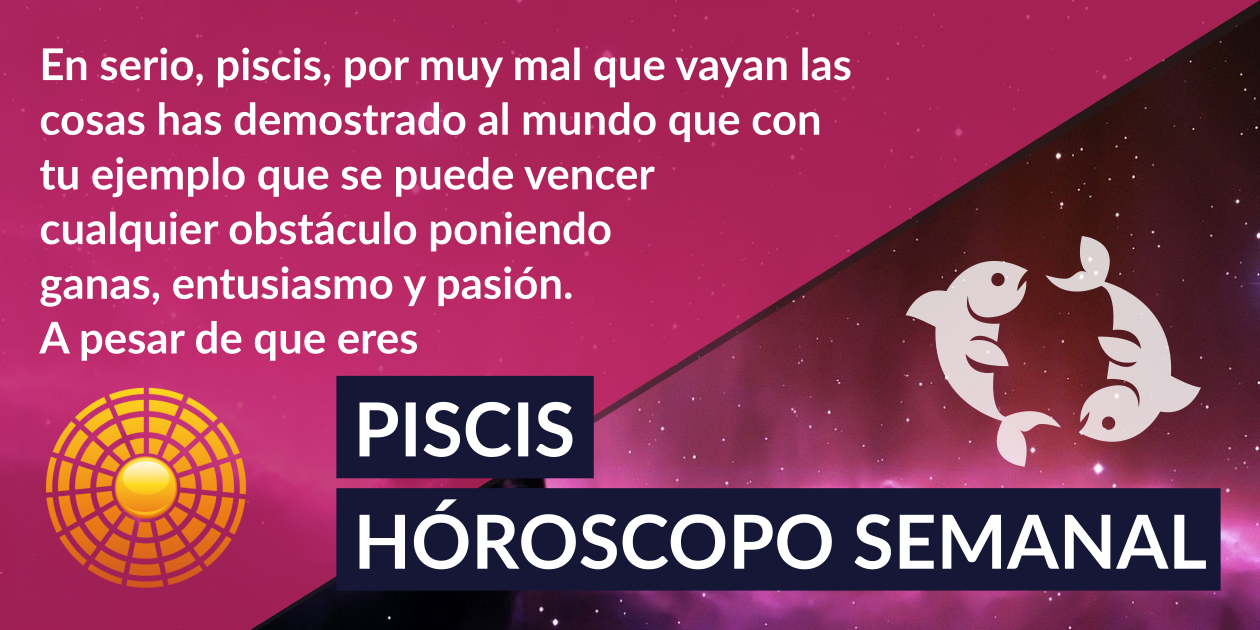 En serio, piscis, por muy mal que vayan las
cosas has demostrado al mundo que con
tu ejemplo que se puede vencer
cualquier obstáculo poniendo
ganas, entusiasmo y pasión.
A pesar de que eres
PISCIS
HÓROSCOPO SEMANAL